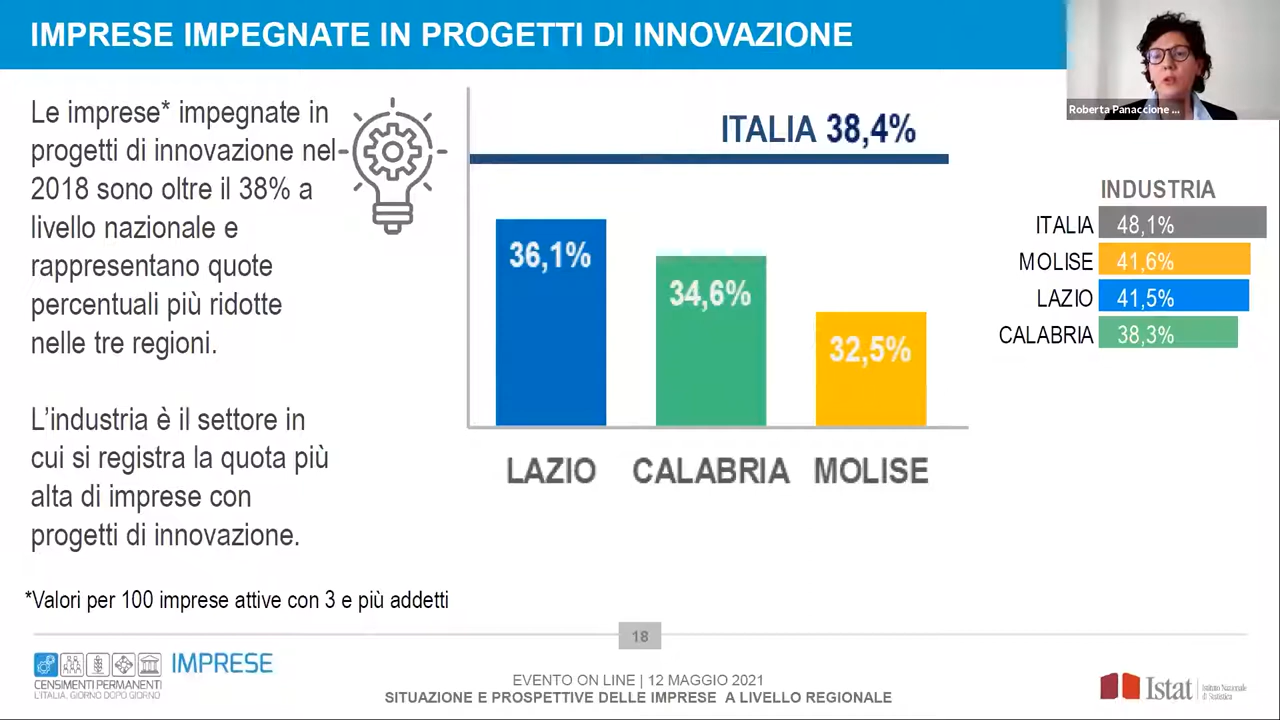 IMPRESE IMPEGNATE IN PROGETTI DI INNOVAZIONE
Roberta Panaccione ...
Le imprese* impegnate in
progetti di innovazione nel
2018 sono oltre il 38% a
livello nazionale e
rappresentano quote
percentuali più ridotte
nelle tre regioni.
L'industria è il settore in
cui si registra la quota più
alta di imprese con
progetti di innovazione.
*Valori per 100 imprese attive con 3 e più addetti
ITALIA 38,4%
36,1%
34,6%
32,5%
LAZIO
CALABRIA
MOLISE
INDUSTRIA
ITALIA 48,1%
MOLISE 41,6%
LAZIO 41,5%
CALABRIA 38,3%
18
IMPRESE
CENSIMENTI PERMANENTI
L'ITALIA, GIORNO DOPO GIORNO
EVENTO ON LINE | 12 MAGGIO 2021
SITUAZIONE E PROSPETTIVE DELLE IMPRESE A LIVELLO REGIONALE
Istat
Istituto Nazionale
di Statistica